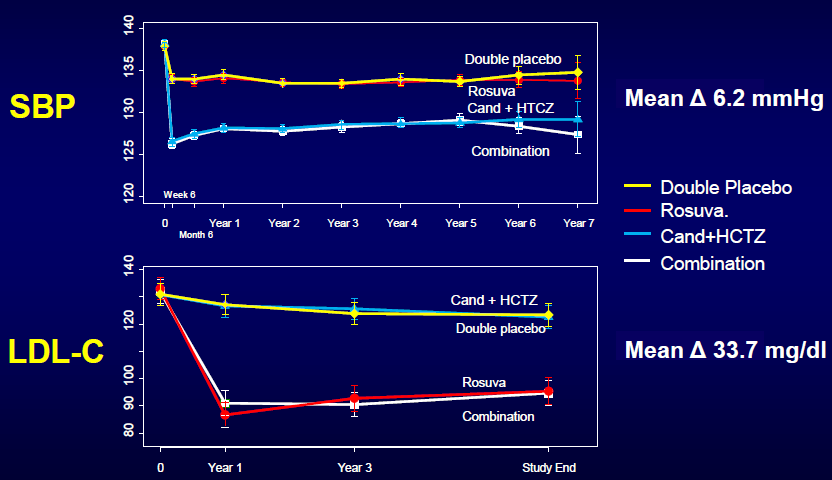 SBP
140
135
130
125
120
Double placebo
Rosuva
Cand + HTCZ
Combination
Week 6
0
Month 6
Year 1
Year 2
Year 3
Year 4
Year 5
Year 6
Year 7
Mean Δ 6.2 mmHg
Double Placebo
Rosuva.
Cand+HCTZ
Combination
LDL-C
140
120
100
90
80
Cand + HCTZ
Double placebo
Rosuva
Combination
0
Year 1
Year 3
Study End
Mean Δ 33.7 mg/dl